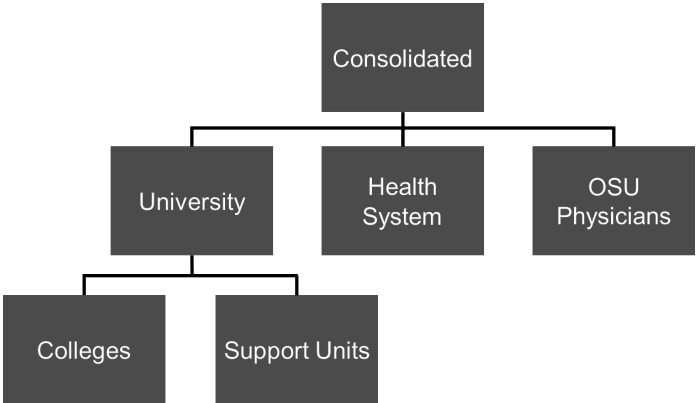 Consolidated
University
Health
System
OSU
Physicians
Colleges
Support Units